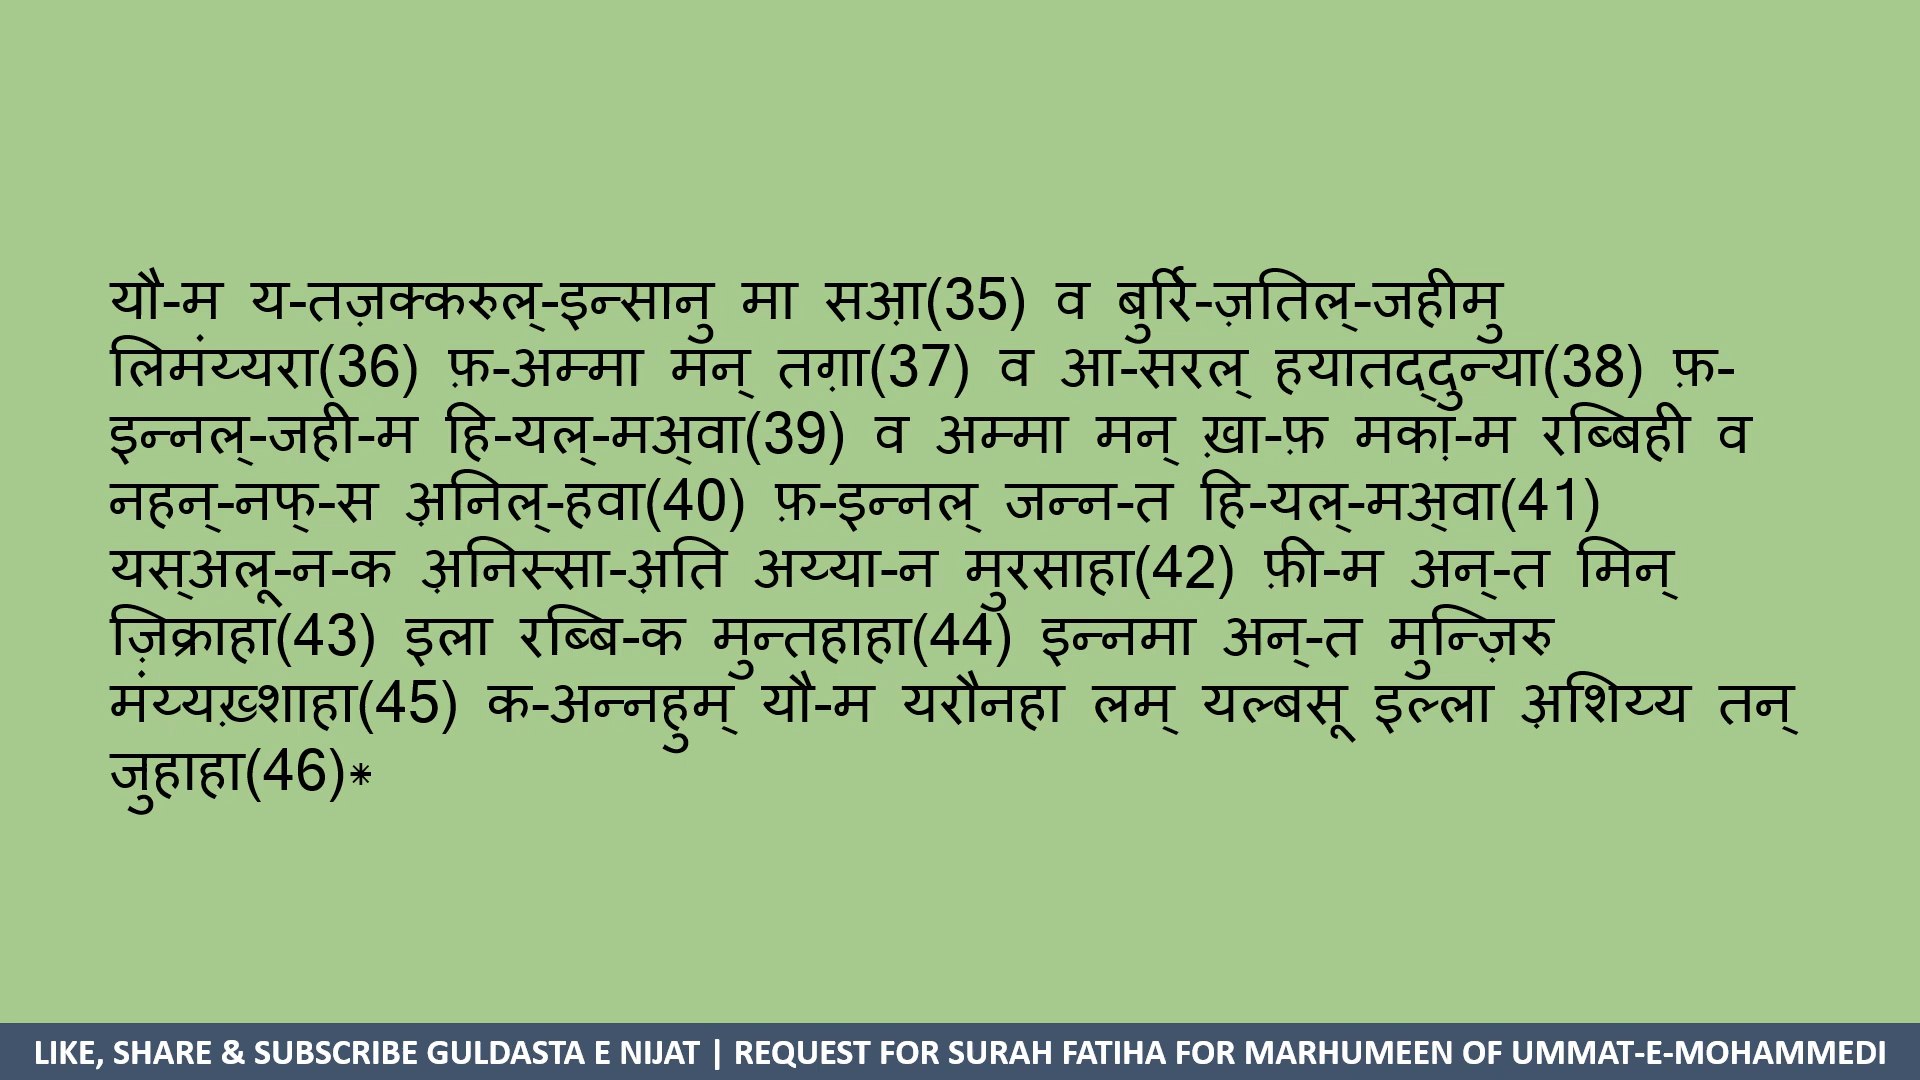 यौ-म य-तज़क्करुल्-इन्सानु मा सआ़(35) व बुर्रि-ज़तिल्-जहीमु
लिमंय्यरा(36) फ़-अम्मा मन् तग़ा(37) व आ-सरल् हयातद्दुन्या(38) फ़-
इन्नल्-जही-म हि-यल्-मअ्वा(39) व अम्मा मन् ख़ा-फ़ मका़-म रब्बिही व
नहन्-नफ्-स अ़निल्-हवा(40) फ़-इन्नल् जन्न-त हि-यल्-मअ्वा(41)
यस्अलू-न-क अ़निस्सा-अ़ति अय्या-न मुरसाहा(42) फ़ी-म अन्-त मिन्
ज़िक्राहा(43) इला रब्बि-क मुन्तहाहा(44) इन्नमा अन्-त मुन्ज़िरु
मंय्यख़्शाहा(45) क-अन्नहुम् यौ-म यरौनहा लम् यल्बसू इल्ला अ़शिय्य तन्
जुहाहा(46)*
LIKE, SHARE & SUBSCRIBE GULDASTA E NIJAT | REQUEST FOR SURAH FATIHA FOR MARHUMEEN OF UMMAT-E-MOHAMMEDI